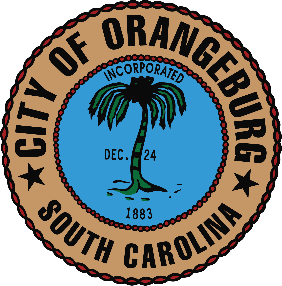 CITY OF ORANGEBURG
INCORPORATED
DEC. 24
1883
SOUTH CAROLINA